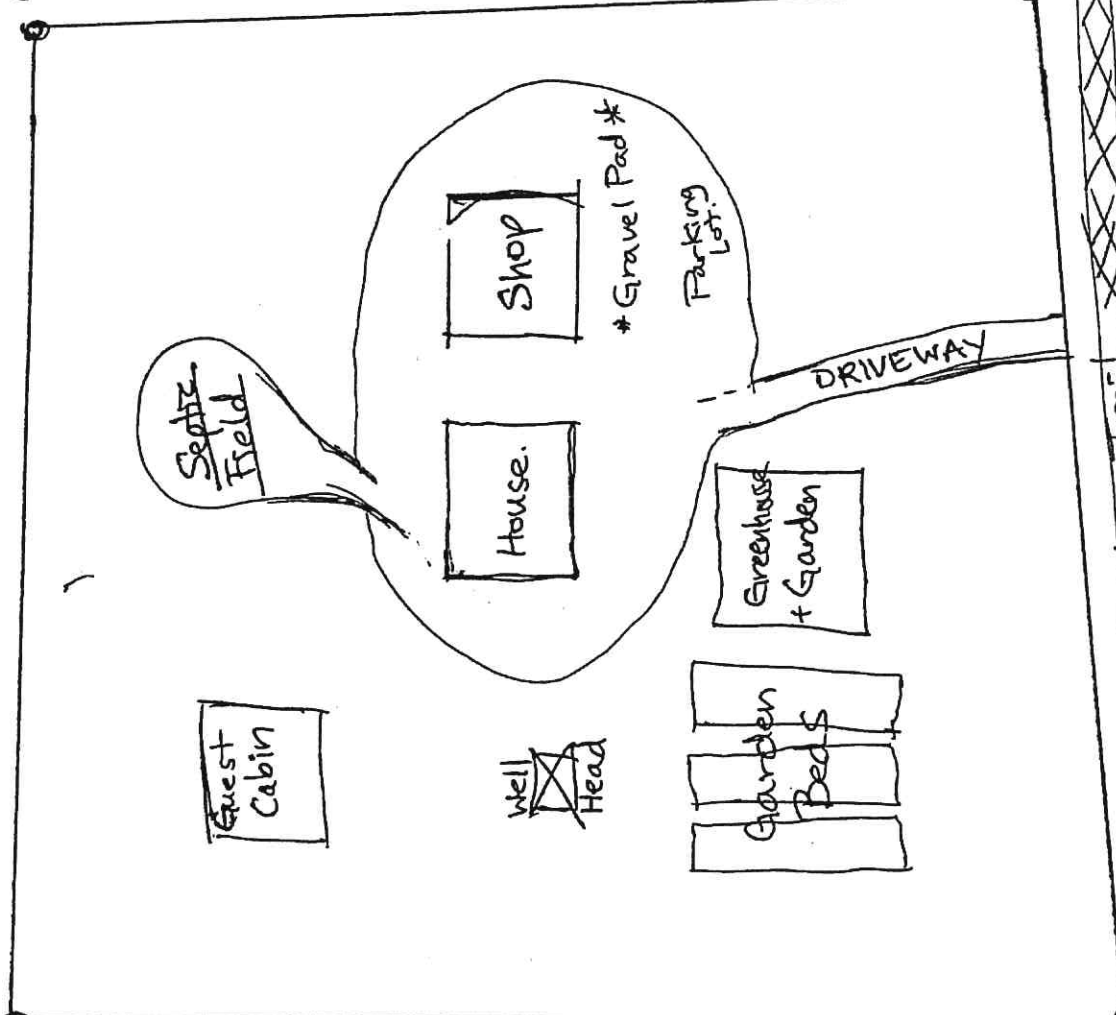 Septic
Field
Shop
* Gravel Pad *
Parking
Lot.
House.
DRIVEWAY
Greenhouse
+ Garden
Guest
Cabin
Well
Head
Garden
Beds